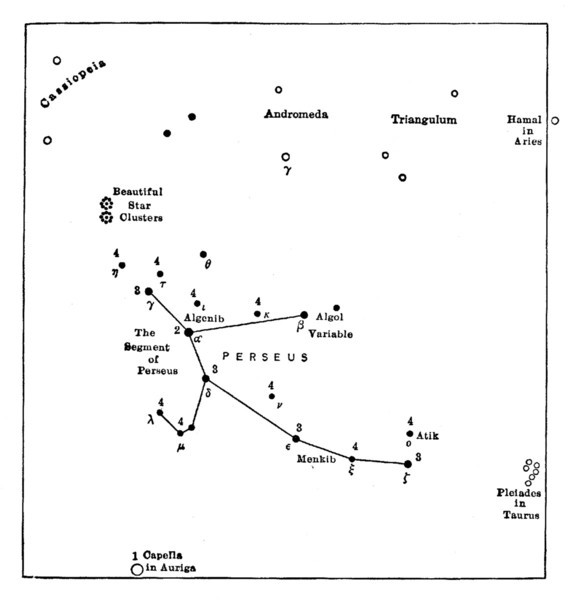 Cassiopeia
Andromeda
Triangulum
Hamal
in
Aries
γ
Beautiful
Star
Clusters
4
η
4
τ
θ
3
γ
4
ι
4
κ
Algenib
2
α
β
Algol
Variable
The
Segment
of
Perseus
PERSEUS
3
δ
4
ν
4
λ
4
μ
3
ε
Menkib
4
ξ
4
ο
Atik
3
ζ
Pleiades
in
Taurus
1 Capella
in Auriga